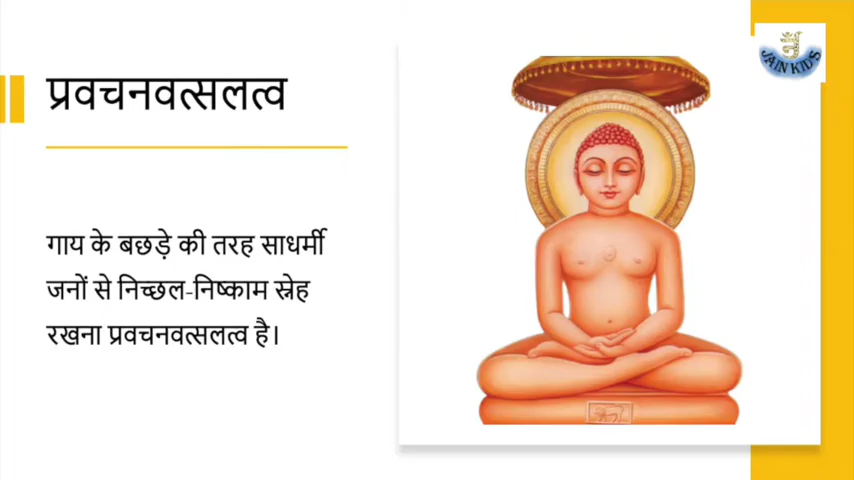 प्रवचनवत्सलत्व
गाय के बछड़े की तरह साधर्मी
जनों से निच्छल-निष्काम स्नेह
रखना प्रवचनवत्सलत्व है।
JAIN KIDS